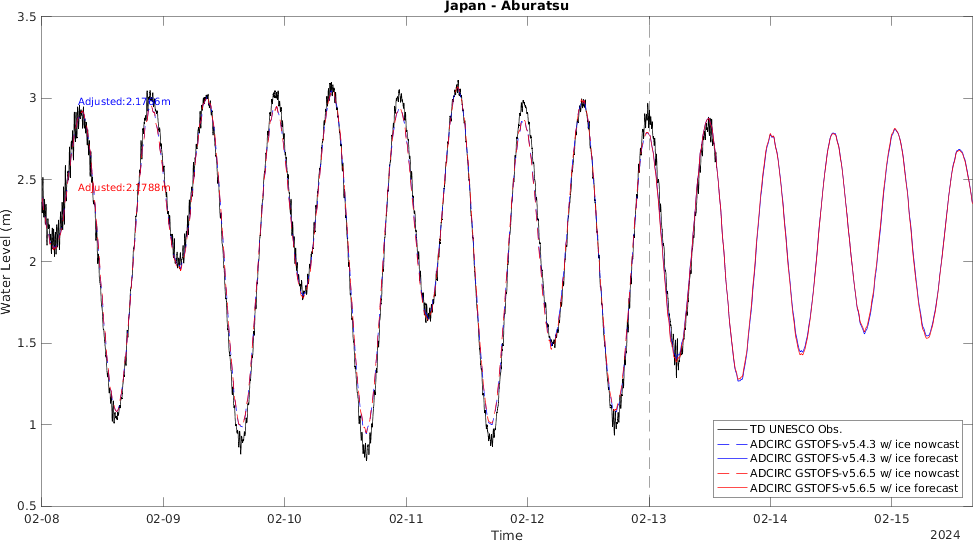 Japan - Aburatsu
3.5
3
2.5
2
1.5
1
0.5
Water Level (m)
Adjusted:2.1766m
Adjusted:2.1788m
TD UNESCO Obs.
ADCIRC GSTOFS-v5.4.3 w/ ice nowcast
ADCIRC GSTOFS-v5.4.3 w/ ice forecast
ADCIRC GSTOFS-v5.6.5 w/ ice nowcast
ADCIRC GSTOFS-v5.6.5 w/ ice forecast
02-08 02-09 02-10 02-11 02-12 02-13 02-14 02-15
Time
2024